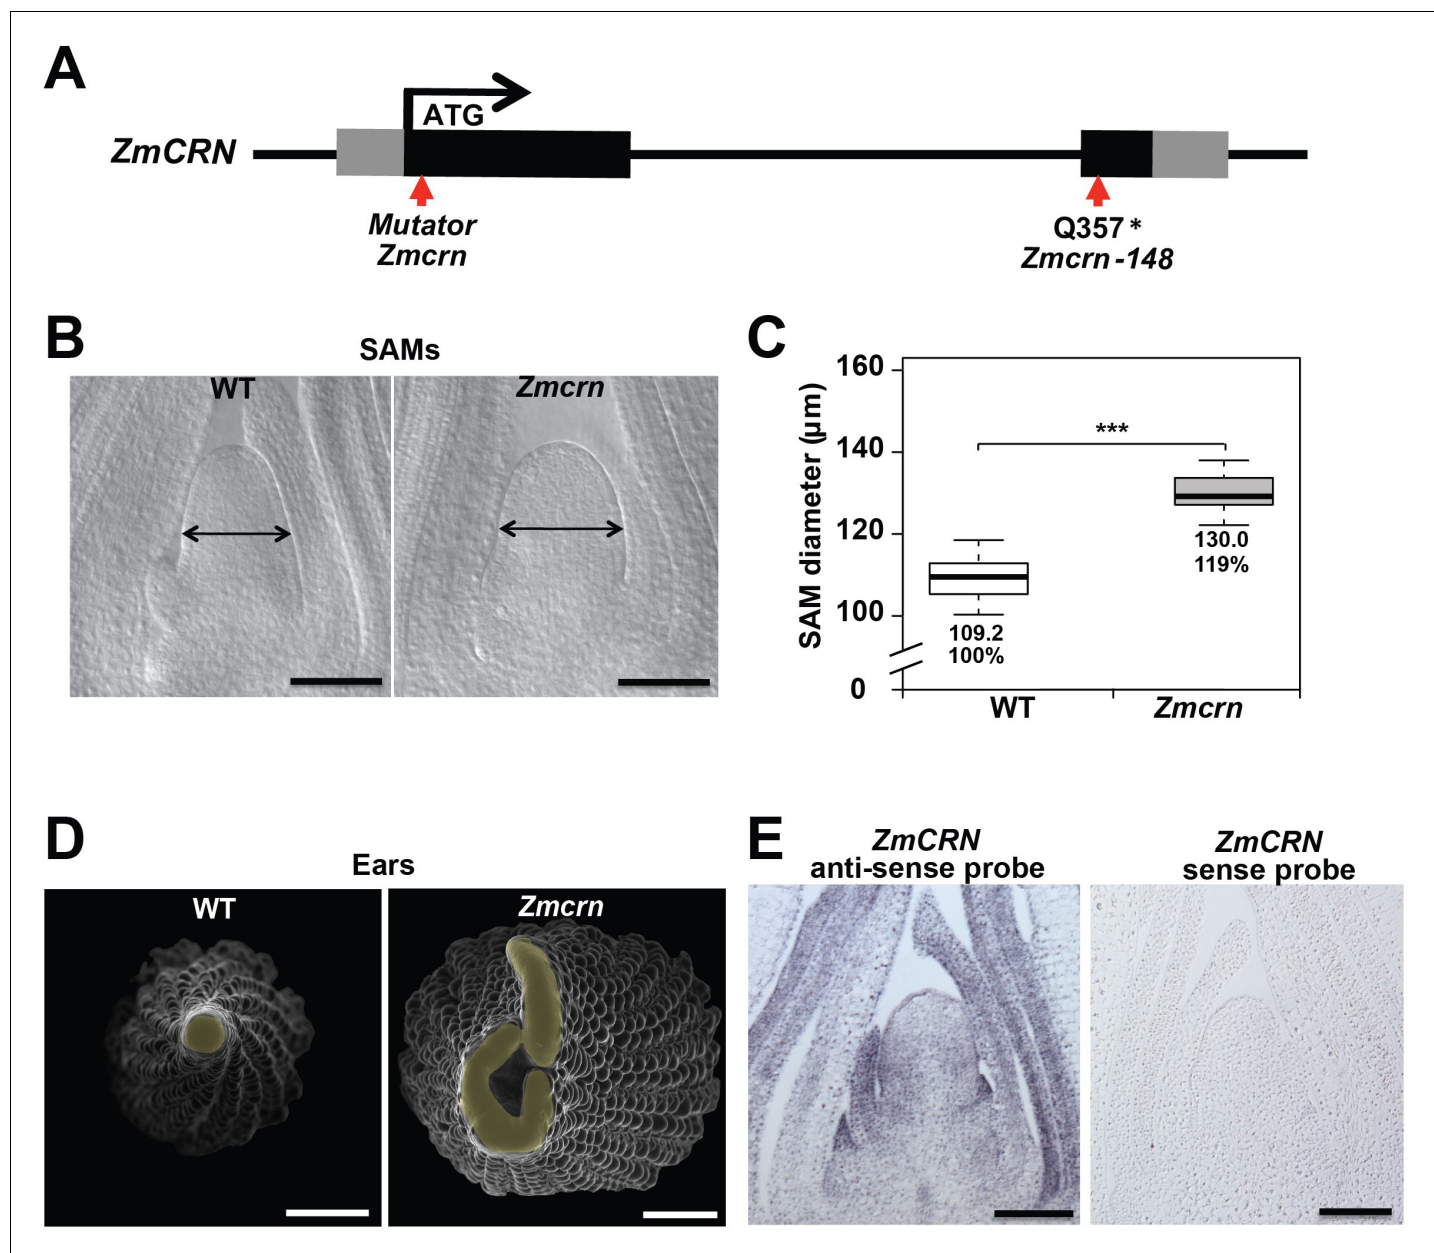 A
ATG
ZmCRN
Mutator
Zmcrn
Q357 *
Zmcrn -148
B
SAMs
WT
Zmcrn
C
SAM diameter (µm)
160
140
120
100
0
***
109.2
100%
130.0
119%
WT
Zmcrn
D
Ears
WT
Zmcrn
E
ZmCRN
anti-sense probe
ZmCRN
sense probe